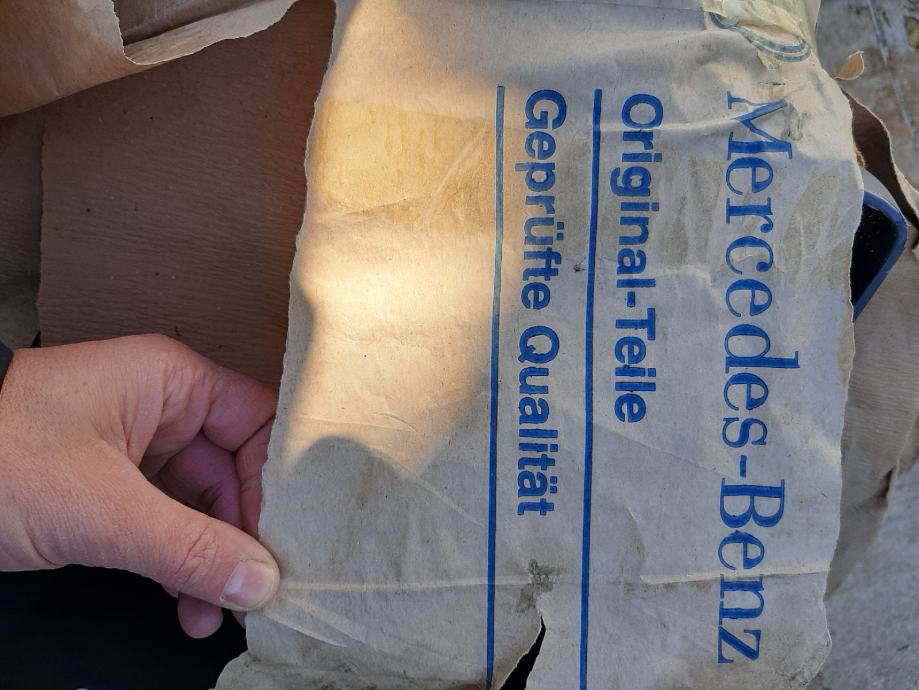 Mercedes-Benz
Original-Teile
Geprüfte Qualität